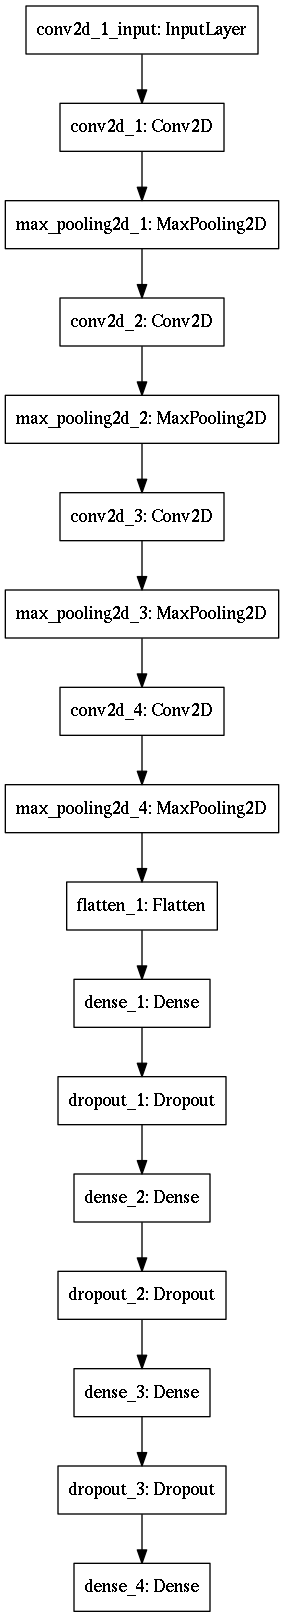 conv2d_1_input: InputLayer
conv2d_1: Conv2D
max_pooling2d_1: MaxPooling2D
conv2d_2: Conv2D
max_pooling2d_2: MaxPooling2D
conv2d_3: Conv2D
max_pooling2d_3: MaxPooling2D
conv2d_4: Conv2D
max_pooling2d_4: MaxPooling2D
flatten_1: Flatten
dense_1: Dense
dropout_1: Dropout
dense_2: Dense
dropout_2: Dropout
dense_3: Dense
dropout_3: Dropout
dense_4: Dense